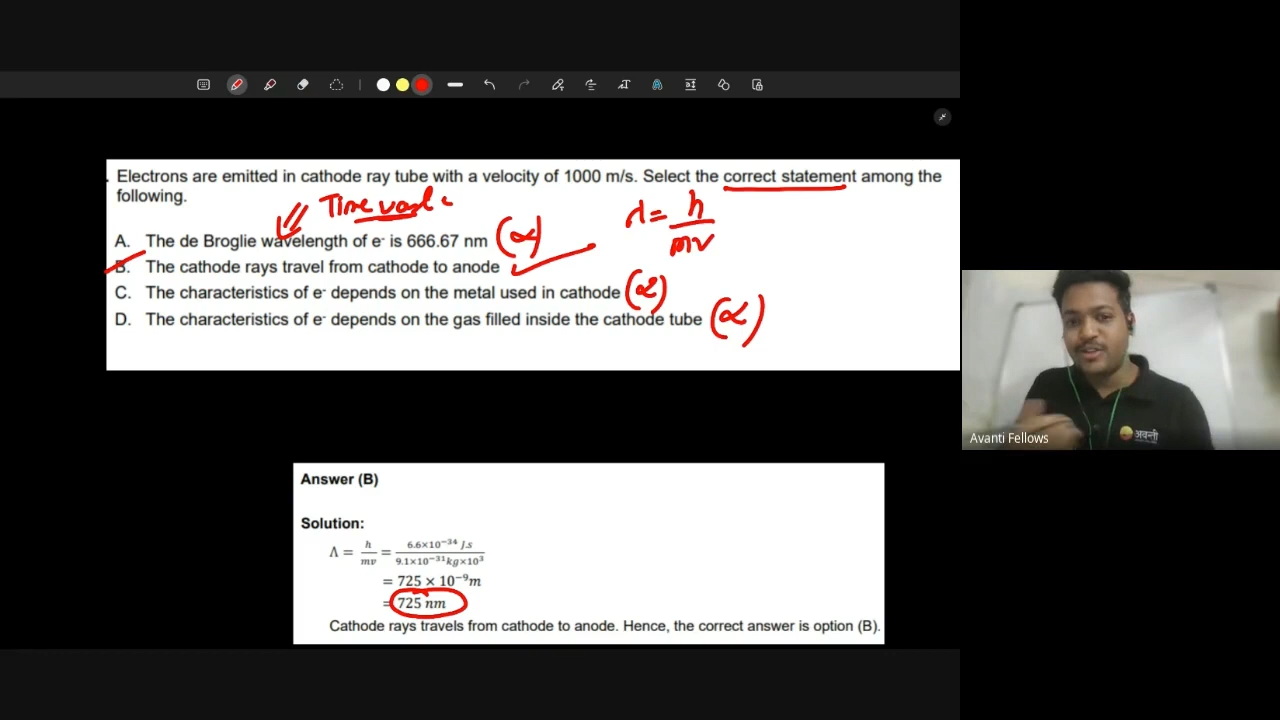 . Electrons are emitted in cathode ray tube with a velocity of 1000 m/s. Select the correct statement among the
following.
Time
A. The de Broglie wavelength of e⁻ is 666.67 nm
λ = h/mv
B. The cathode rays travel from cathode to anode
C. The characteristics of e⁻ depends on the metal used in cathode
D. The characteristics of e⁻ depends on the gas filled inside the cathode tube
अवन्ती
Avanti Fellows
Answer (B)
Solution:
Λ = h/mv = 6.6×10⁻³⁴ J.s / 9.1×10⁻³¹kg×10³
= 725 × 10⁻⁹m
= 725 nm
Cathode rays travels from cathode to anode. Hence, the correct answer is option (B).